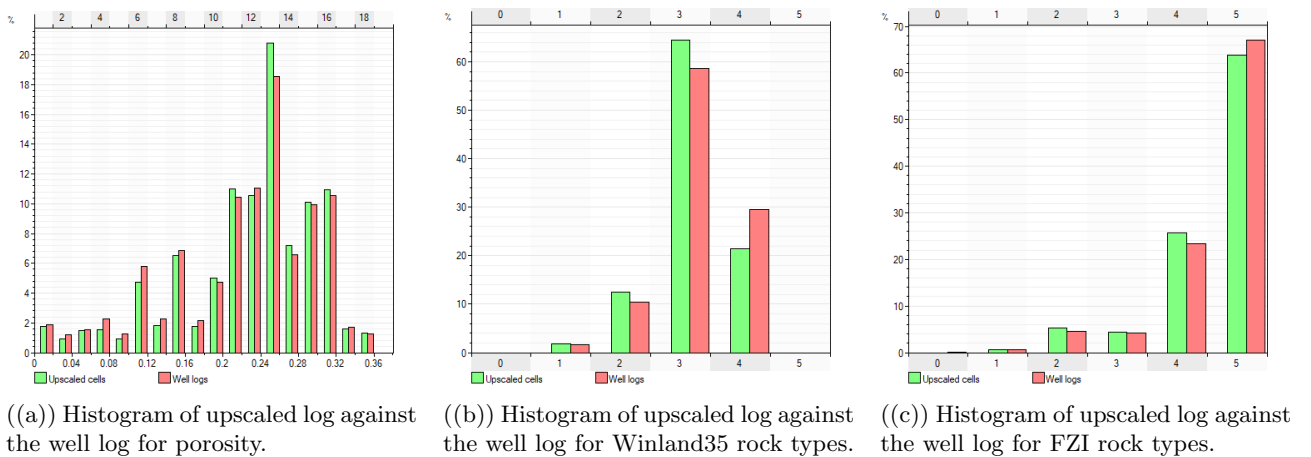 %
2 4 6 8 10 12 14 16 18
20
18
16
14
12
10
8
6
4
2
0
0 0.04 0.08 0.12 0.16 0.2 0.24 0.28 0.32 0.36
Upscaled cells Well logs
((a)) Histogram of upscaled log against
the well log for porosity.
%
0 1 2 3 4 5
60
50
40
30
20
10
0
0 1 2 3 4 5
Upscaled cells Well logs
((b)) Histogram of upscaled log against
the well log for Winland35 rock types.
%
0 1 2 3 4 5
70
60
50
40
30
20
10
0
0 1 2 3 4 5
Upscaled cells Well logs
((c)) Histogram of upscaled log against
the well log for FZI rock types.